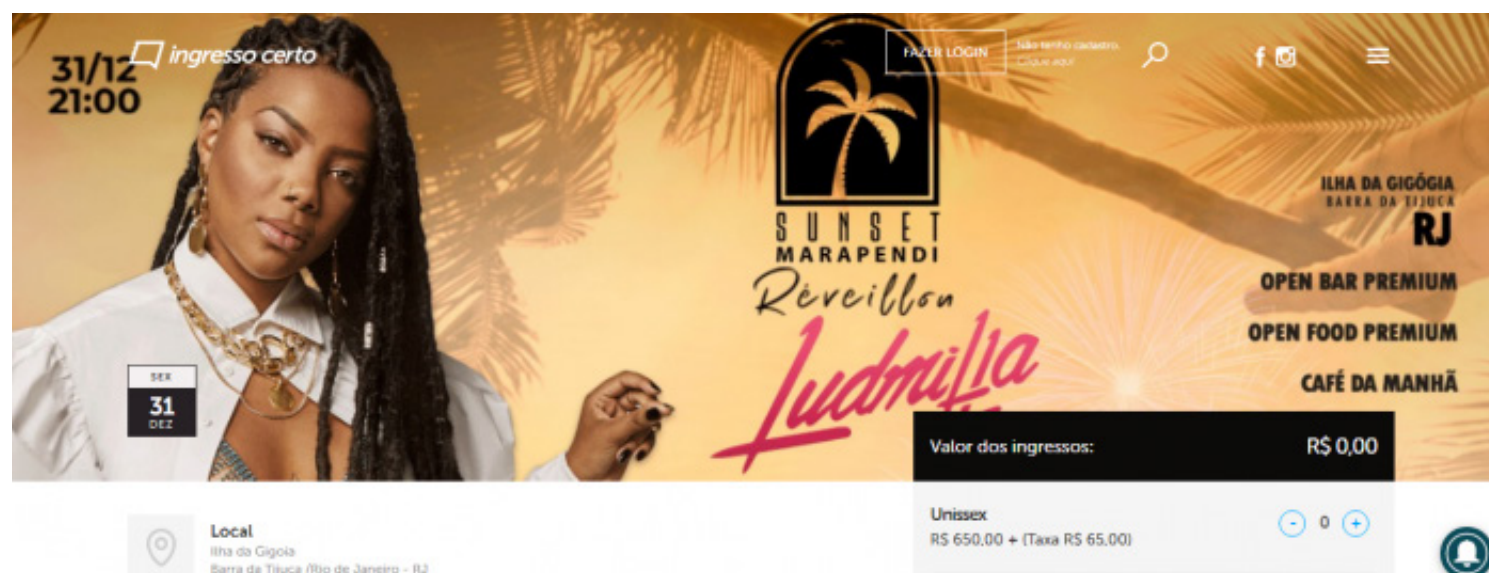 31/12
21:00
ingresso certo
FAZER LOGIN
Não tenho cadastro.
Clique aqui
f
SUNSET
MARAPENDI
Réveillon
Ludmilla
ILHA DA GIGÓGIA
BARRA DA TIJUCA
RJ
OPEN BAR PREMIUM
OPEN FOOD PREMIUM
CAFÉ DA MANHÃ
SEX
31
DEZ
Valor dos ingressos: R$ 0,00
Unissex
R$ 650,00 + (Taxa R$ 65,00)
- 0 +
Local
Ilha da Gigoia
Barra da Tijuca (Rio de Janeiro - RJ